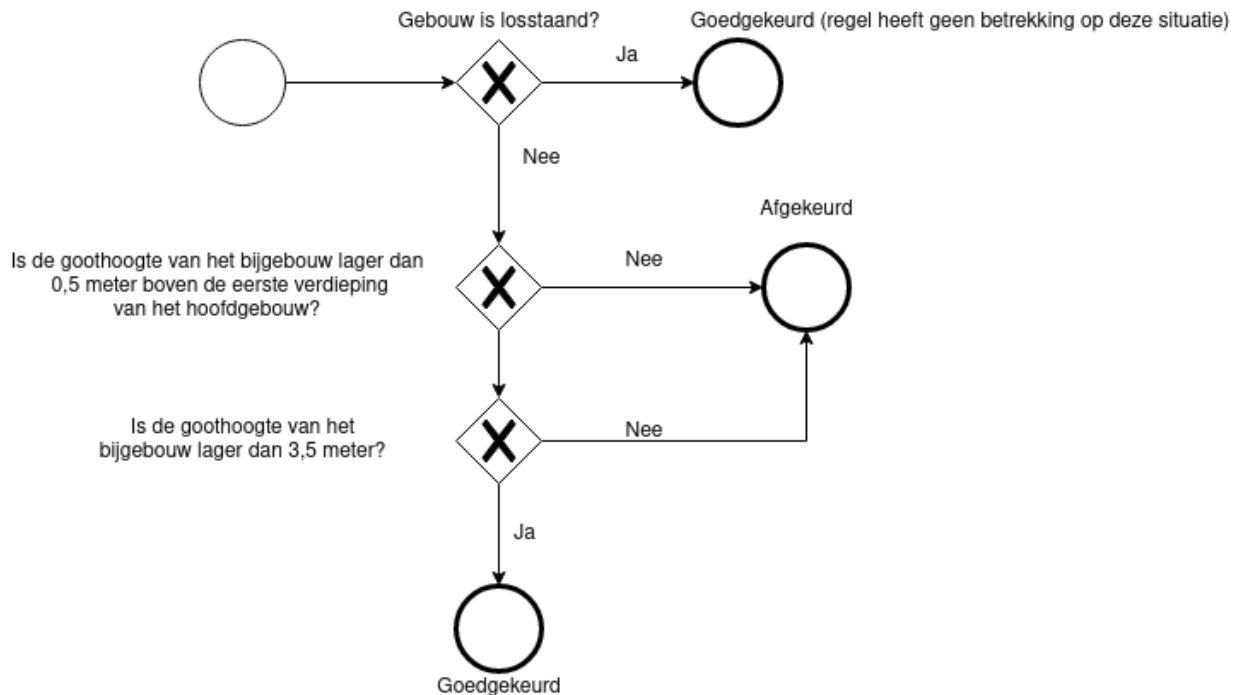 Gebouw is losstaand?
Goedgekeurd (regel heeft geen betrekking op deze situatie)
Ja
Nee
Afgekeurd
Is de goothoogte van het bijgebouw lager dan
0,5 meter boven de eerste verdieping
van het hoofdgebouw?
Nee
Is de goothoogte van het
bijgebouw lager dan 3,5 meter?
Nee
Ja
Goedgekeurd